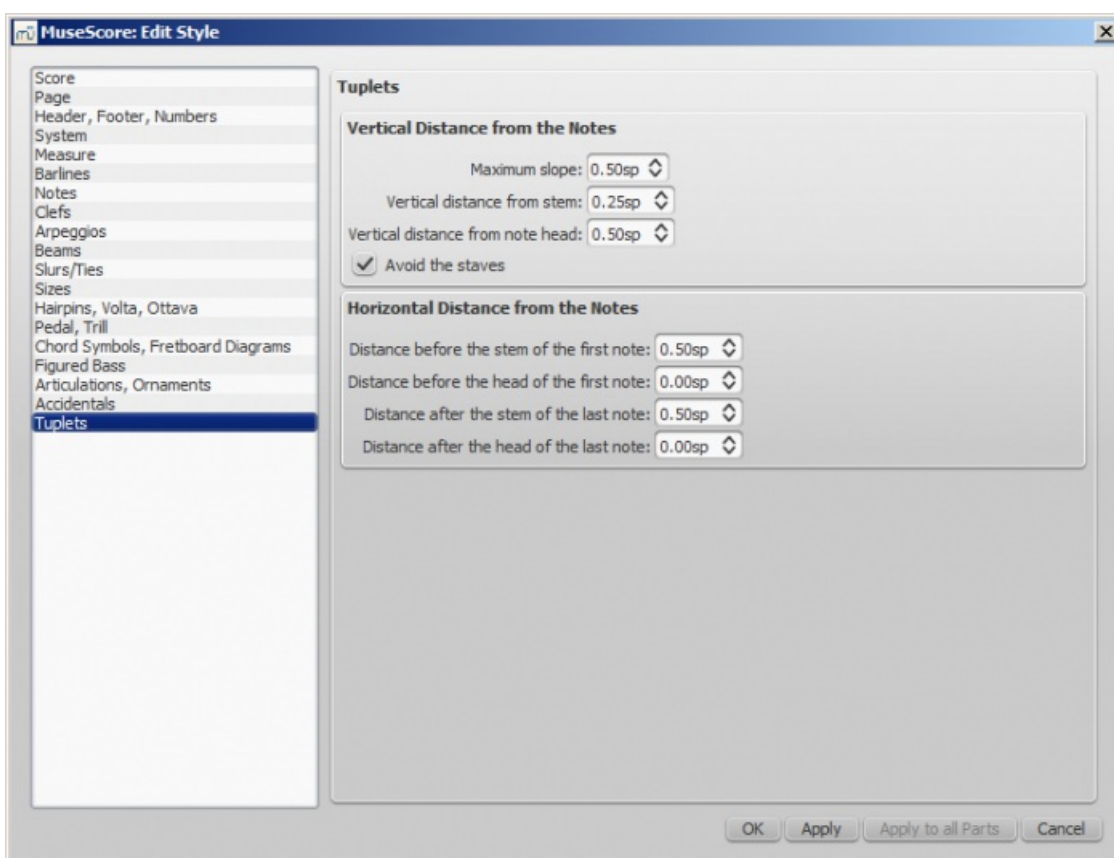 MuseScore: Edit Style
Score
Page
Header, Footer, Numbers
System
Measure
Barlines
Notes
Clefs
Arpeggios
Beams
Slurs/Ties
Sizes
Hairpins, Volta, Ottava
Pedal, Trill
Chord Symbols, Fretboard Diagrams
Figured Bass
Articulations, Ornaments
Accidentals
Tuplets
Tuplets
Vertical Distance from the Notes
Maximum slope: 0.50sp
Vertical distance from stem: 0.25sp
Vertical distance from note head: 0.50sp
Avoid the staves
Horizontal Distance from the Notes
Distance before the stem of the first note: 0.50sp
Distance before the head of the first note: 0.00sp
Distance after the stem of the last note: 0.50sp
Distance after the head of the last note: 0.00sp
OK Apply Apply to all Parts Cancel